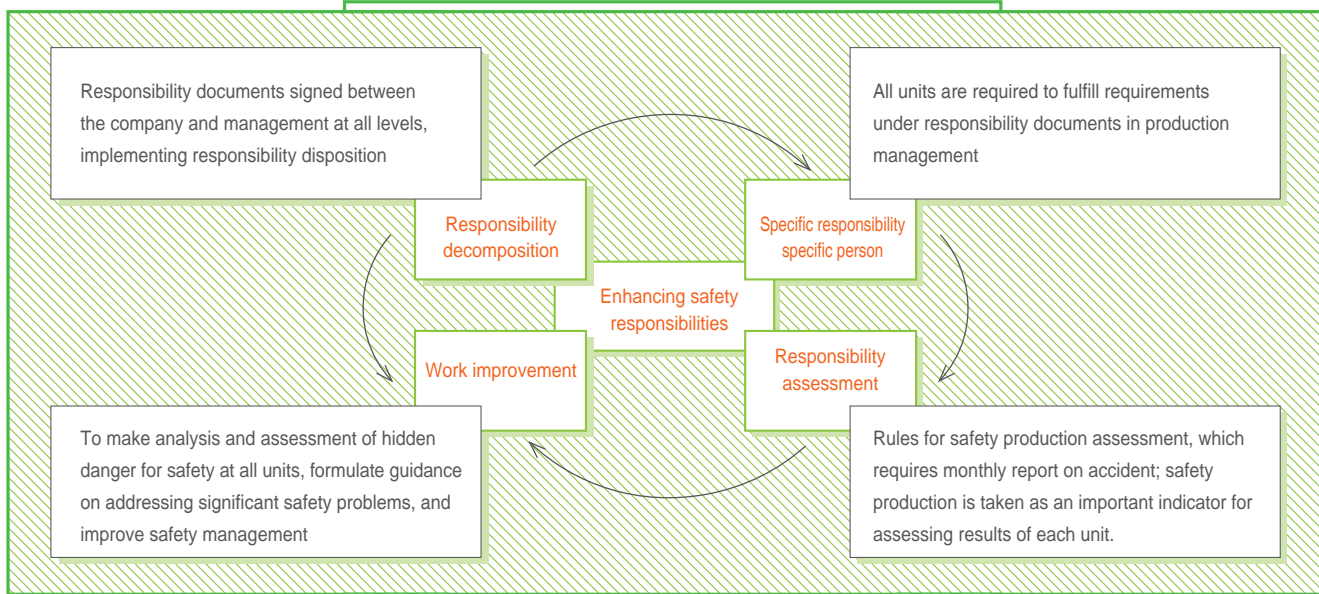 Responsibility documents signed between
the company and management at all levels,
implementing responsibility disposition
All units are required to fulfill requirements
under responsibility documents in production
management
Responsibility
decomposition
Specific responsibility
specific person
Enhancing safety
responsibilities
Work improvement
Responsibility
assessment
To make analysis and assessment of hidden
danger for safety at all units, formulate guidance
on addressing significant safety problems, and
improve safety management
Rules for safety production assessment, which
requires monthly report on accident; safety
production is taken as an important indicator for
assessing results of each unit.